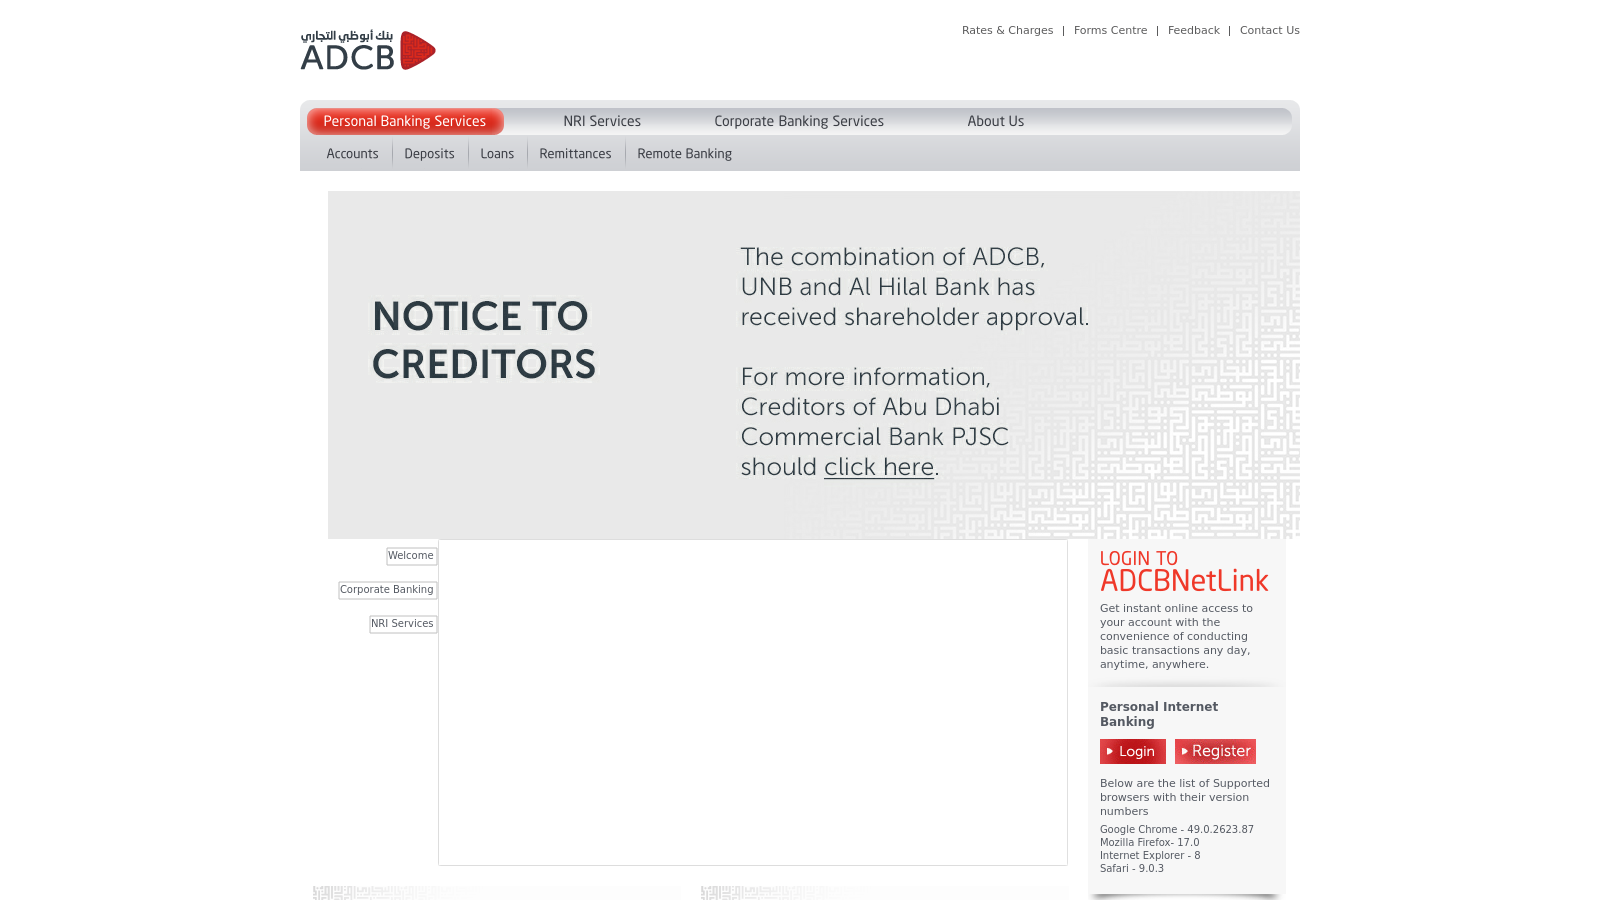 بنك أبوظبي التجاري
ADCB
Rates & Charges | Forms Centre | Feedback | Contact Us
Personal Banking Services NRI Services Corporate Banking Services About Us
Accounts Deposits Loans Remittances Remote Banking
NOTICE TO
CREDITORS
The combination of ADCB,
UNB and Al Hilal Bank has
received shareholder approval.
For more information,
Creditors of Abu Dhabi
Commercial Bank PJSC
should click here.
Welcome
Corporate Banking
NRI Services
LOGIN TO
ADCBNetLink
Get instant online access to
your account with the
convenience of conducting
basic transactions any day,
anytime, anywhere.
Personal Internet
Banking
Login Register
Below are the list of Supported
browsers with their version
numbers
Google Chrome - 49.0.2623.87
Mozilla Firefox- 17.0
Internet Explorer - 8
Safari - 9.0.3